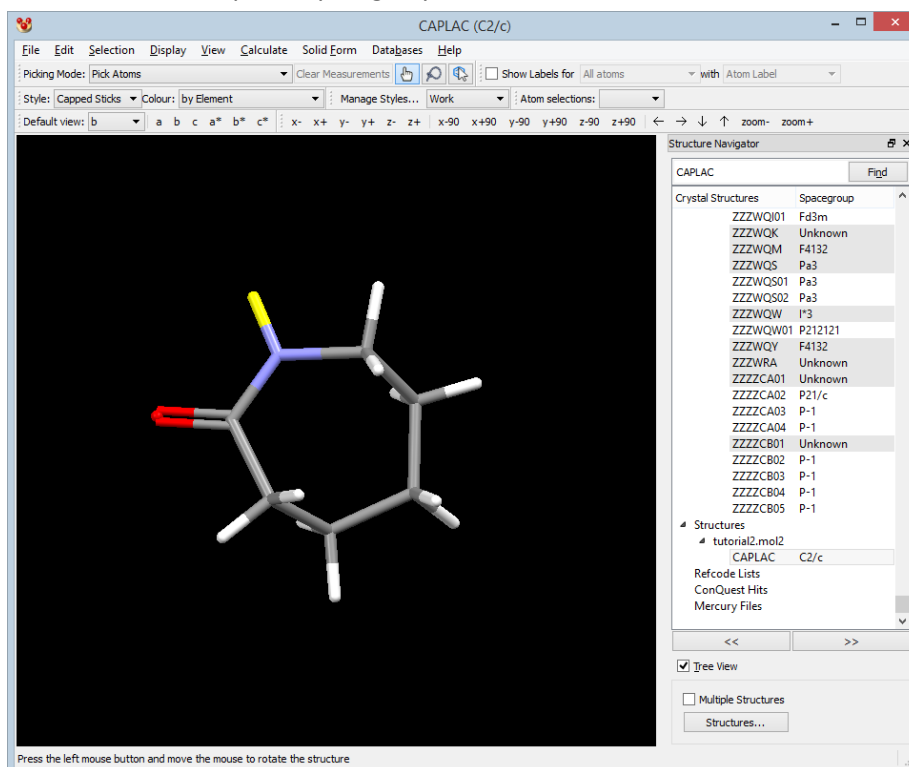 CAPLAC (C2/c)
File Edit Selection Display View Calculate Solid Form Databases Help
Picking Mode: Pick Atoms Clear Measurements Show Labels for All atoms with Atom Label
Style: Capped Sticks Colour: by Element Manage Styles... Work Atom selections:
Default view: b a b c a* b* c* x- x+ y- y+ z- z+ x-90 x+90 y-90 y+90 z-90 z+90 ← → ↓ ↑ zoom- zoom+
Structure Navigator
CAPLAC Find
Crystal Structures Spacegroup
ZZZWQI01 Fd3m
ZZZWQK Unknown
ZZZWQM F4132
ZZZWQS Pa3
ZZZWQS01 Pa3
ZZZWQS02 Pa3
ZZZWQW I*3
ZZZWQW01 P212121
ZZZWQY F4132
ZZZWRA Unknown
ZZZZCA01 Unknown
ZZZZCA02 P21/c
ZZZZCA03 P-1
ZZZZCA04 P-1
ZZZZCB01 Unknown
ZZZZCB02 P-1
ZZZZCB03 P-1
ZZZZCB04 P-1
ZZZZCB05 P-1
Structures
tutorial2.mol2
CAPLAC C2/c
Refcode Lists
ConQuest Hits
Mercury Files
<< >>
Tree View
Multiple Structures
Structures...
Press the left mouse button and move the mouse to rotate the structure